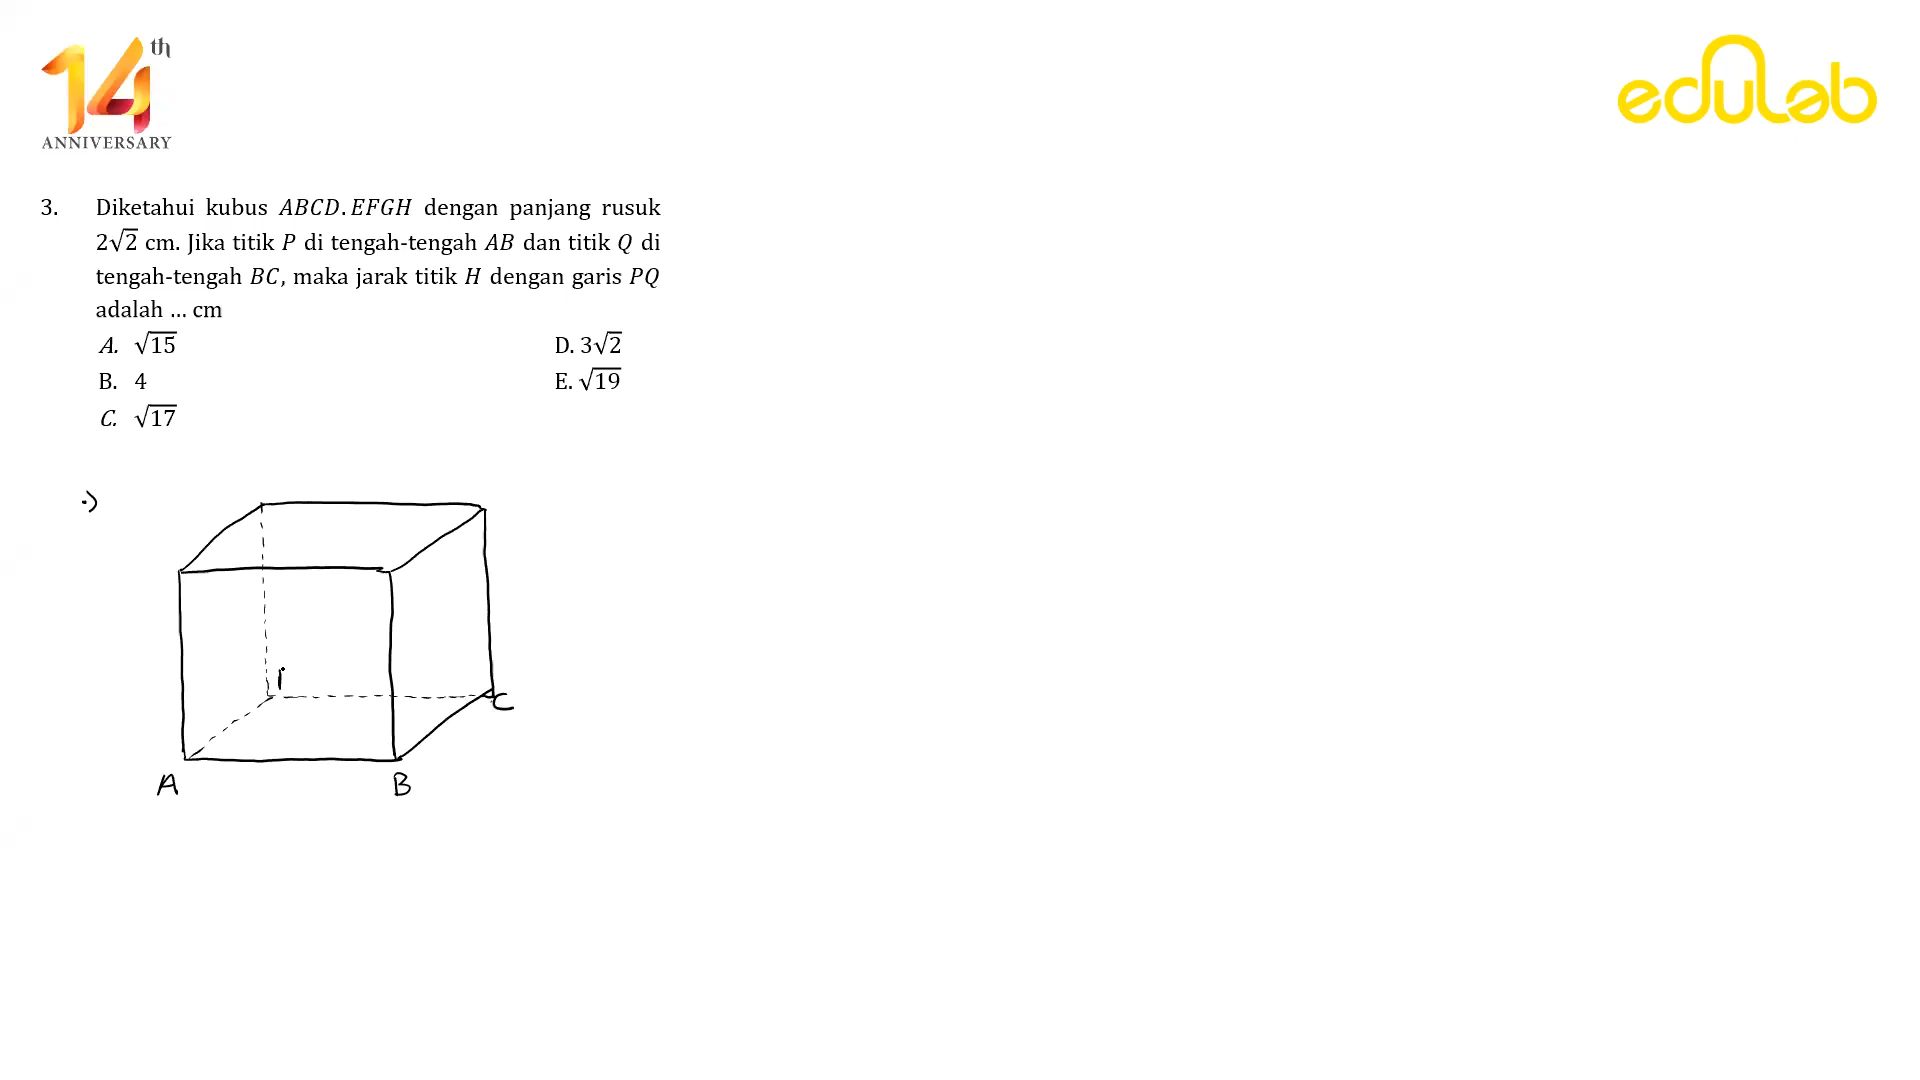 14th
ANNIVERSARY
edulab
3. Diketahui kubus ABCD.EFGH dengan panjang rusuk
2√2 cm. Jika titik P di tengah-tengah AB dan titik Q di
tengah-tengah BC, maka jarak titik H dengan garis PQ
adalah ... cm
A. √15 D. 3√2
B. 4 E. √19
C. √17
·)
C
A B